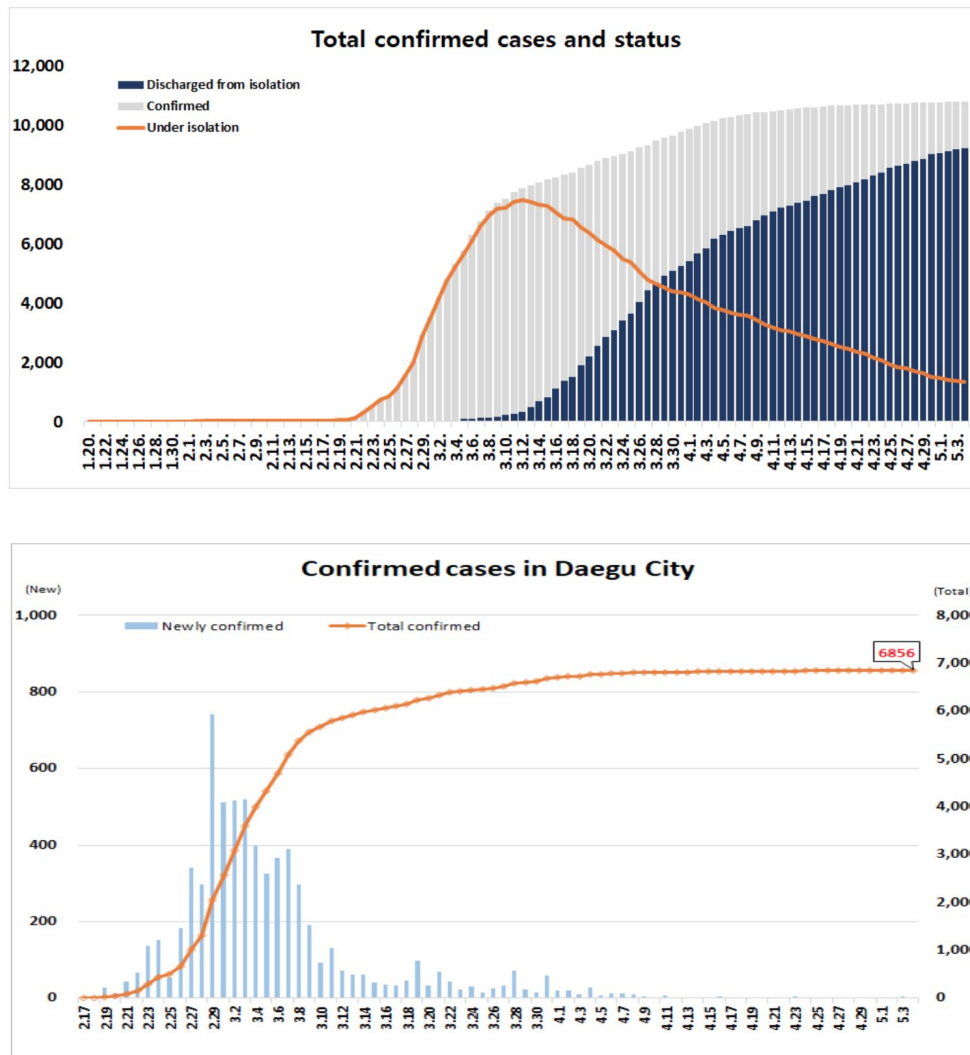 Total confirmed cases and status
12,000
10,000
8,000
6,000
4,000
2,000
0
Discharged from isolation
Confirmed
Under isolation
1.20. 1.22. 1.24. 1.26. 1.28. 1.30. 2.1. 2.3. 2.5. 2.7. 2.9. 2.11. 2.13. 2.15. 2.17. 2.19. 2.21. 2.23. 2.25. 2.27. 2.29. 3.2. 3.4. 3.6. 3.8. 3.10. 3.12. 3.14. 3.16. 3.18. 3.20. 3.22. 3.24. 3.26. 3.28. 3.30. 4.1. 4.3. 4.5. 4.7. 4.9. 4.11. 4.13. 4.15. 4.17. 4.19. 4.21. 4.23. 4.25. 4.27. 4.29. 5.1. 5.3.
Confirmed cases in Daegu City
(New)
(Total)
1,000
800
600
400
200
0
Newly confirmed
Total confirmed
6856
8,000
7,000
6,000
5,000
4,000
3,000
2,000
1,000
0
2.17 2.19 2.21 2.23 2.25 2.27 2.29 3.2 3.4 3.6 3.8 3.10 3.12 3.14 3.16 3.18 3.20 3.22 3.24 3.26 3.28 3.30 4.1 4.3 4.5 4.7 4.9 4.11 4.13 4.15 4.17 4.19 4.21 4.23 4.25 4.27 4.29 5.1 5.3